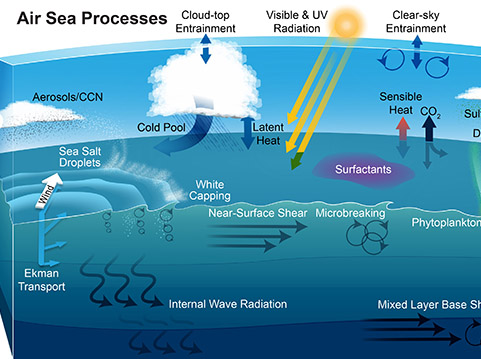 Air Sea Processes
Cloud-top
Entrainment
Visible & UV
Radiation
Clear-sky
Entrainment
Aerosols/CCN
Sensible
Heat
CO2
Sul
Cold Pool
Latent
Heat
D
Sea Salt
Droplets
Surfactants
Wind
White
Capping
Near-Surface Shear
Microbreaking
Phytoplankton
Ekman
Transport
Internal Wave Radiation
Mixed Layer Base Sh